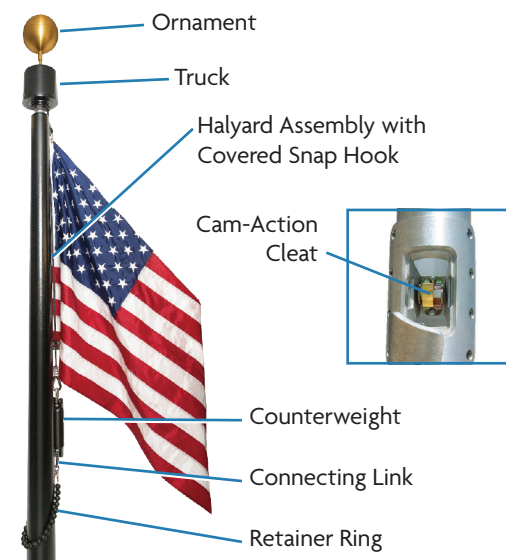 Ornament
Truck
Halyard Assembly with
Covered Snap Hook
Cam-Action
Cleat
Counterweight
Connecting Link
Retainer Ring